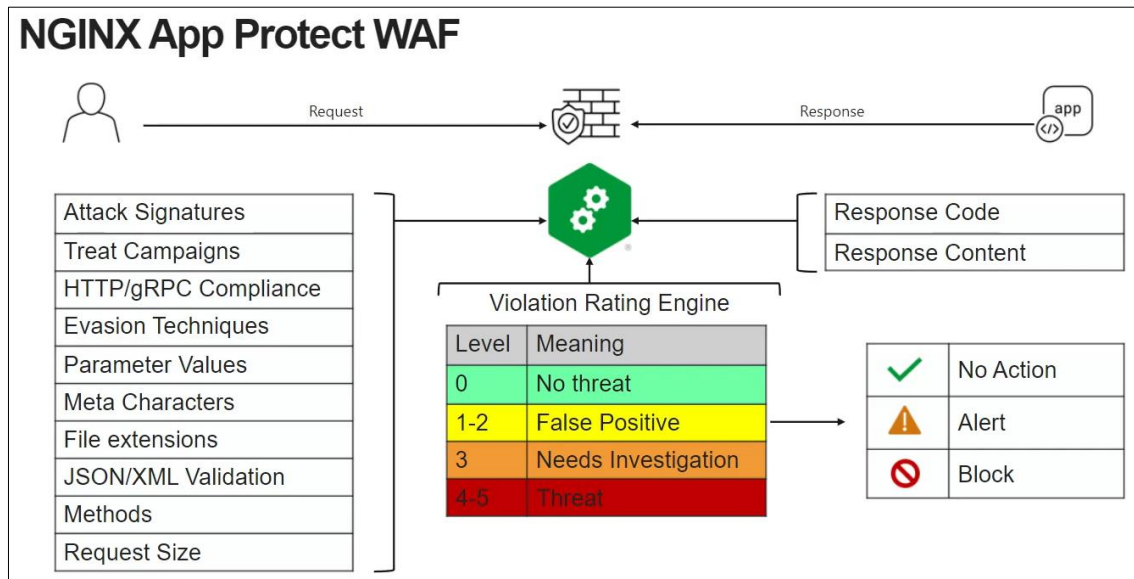 NGINX App Protect WAF
Request
Response
app
</>
Attack Signatures
Treat Campaigns
HTTP/gRPC Compliance
Evasion Techniques
Parameter Values
Meta Characters
File extensions
JSON/XML Validation
Methods
Request Size
®
Response Code
Response Content
Violation Rating Engine
Level Meaning
0 No threat
1-2 False Positive
3 Needs Investigation
4-5 Threat
No Action
Alert
Block